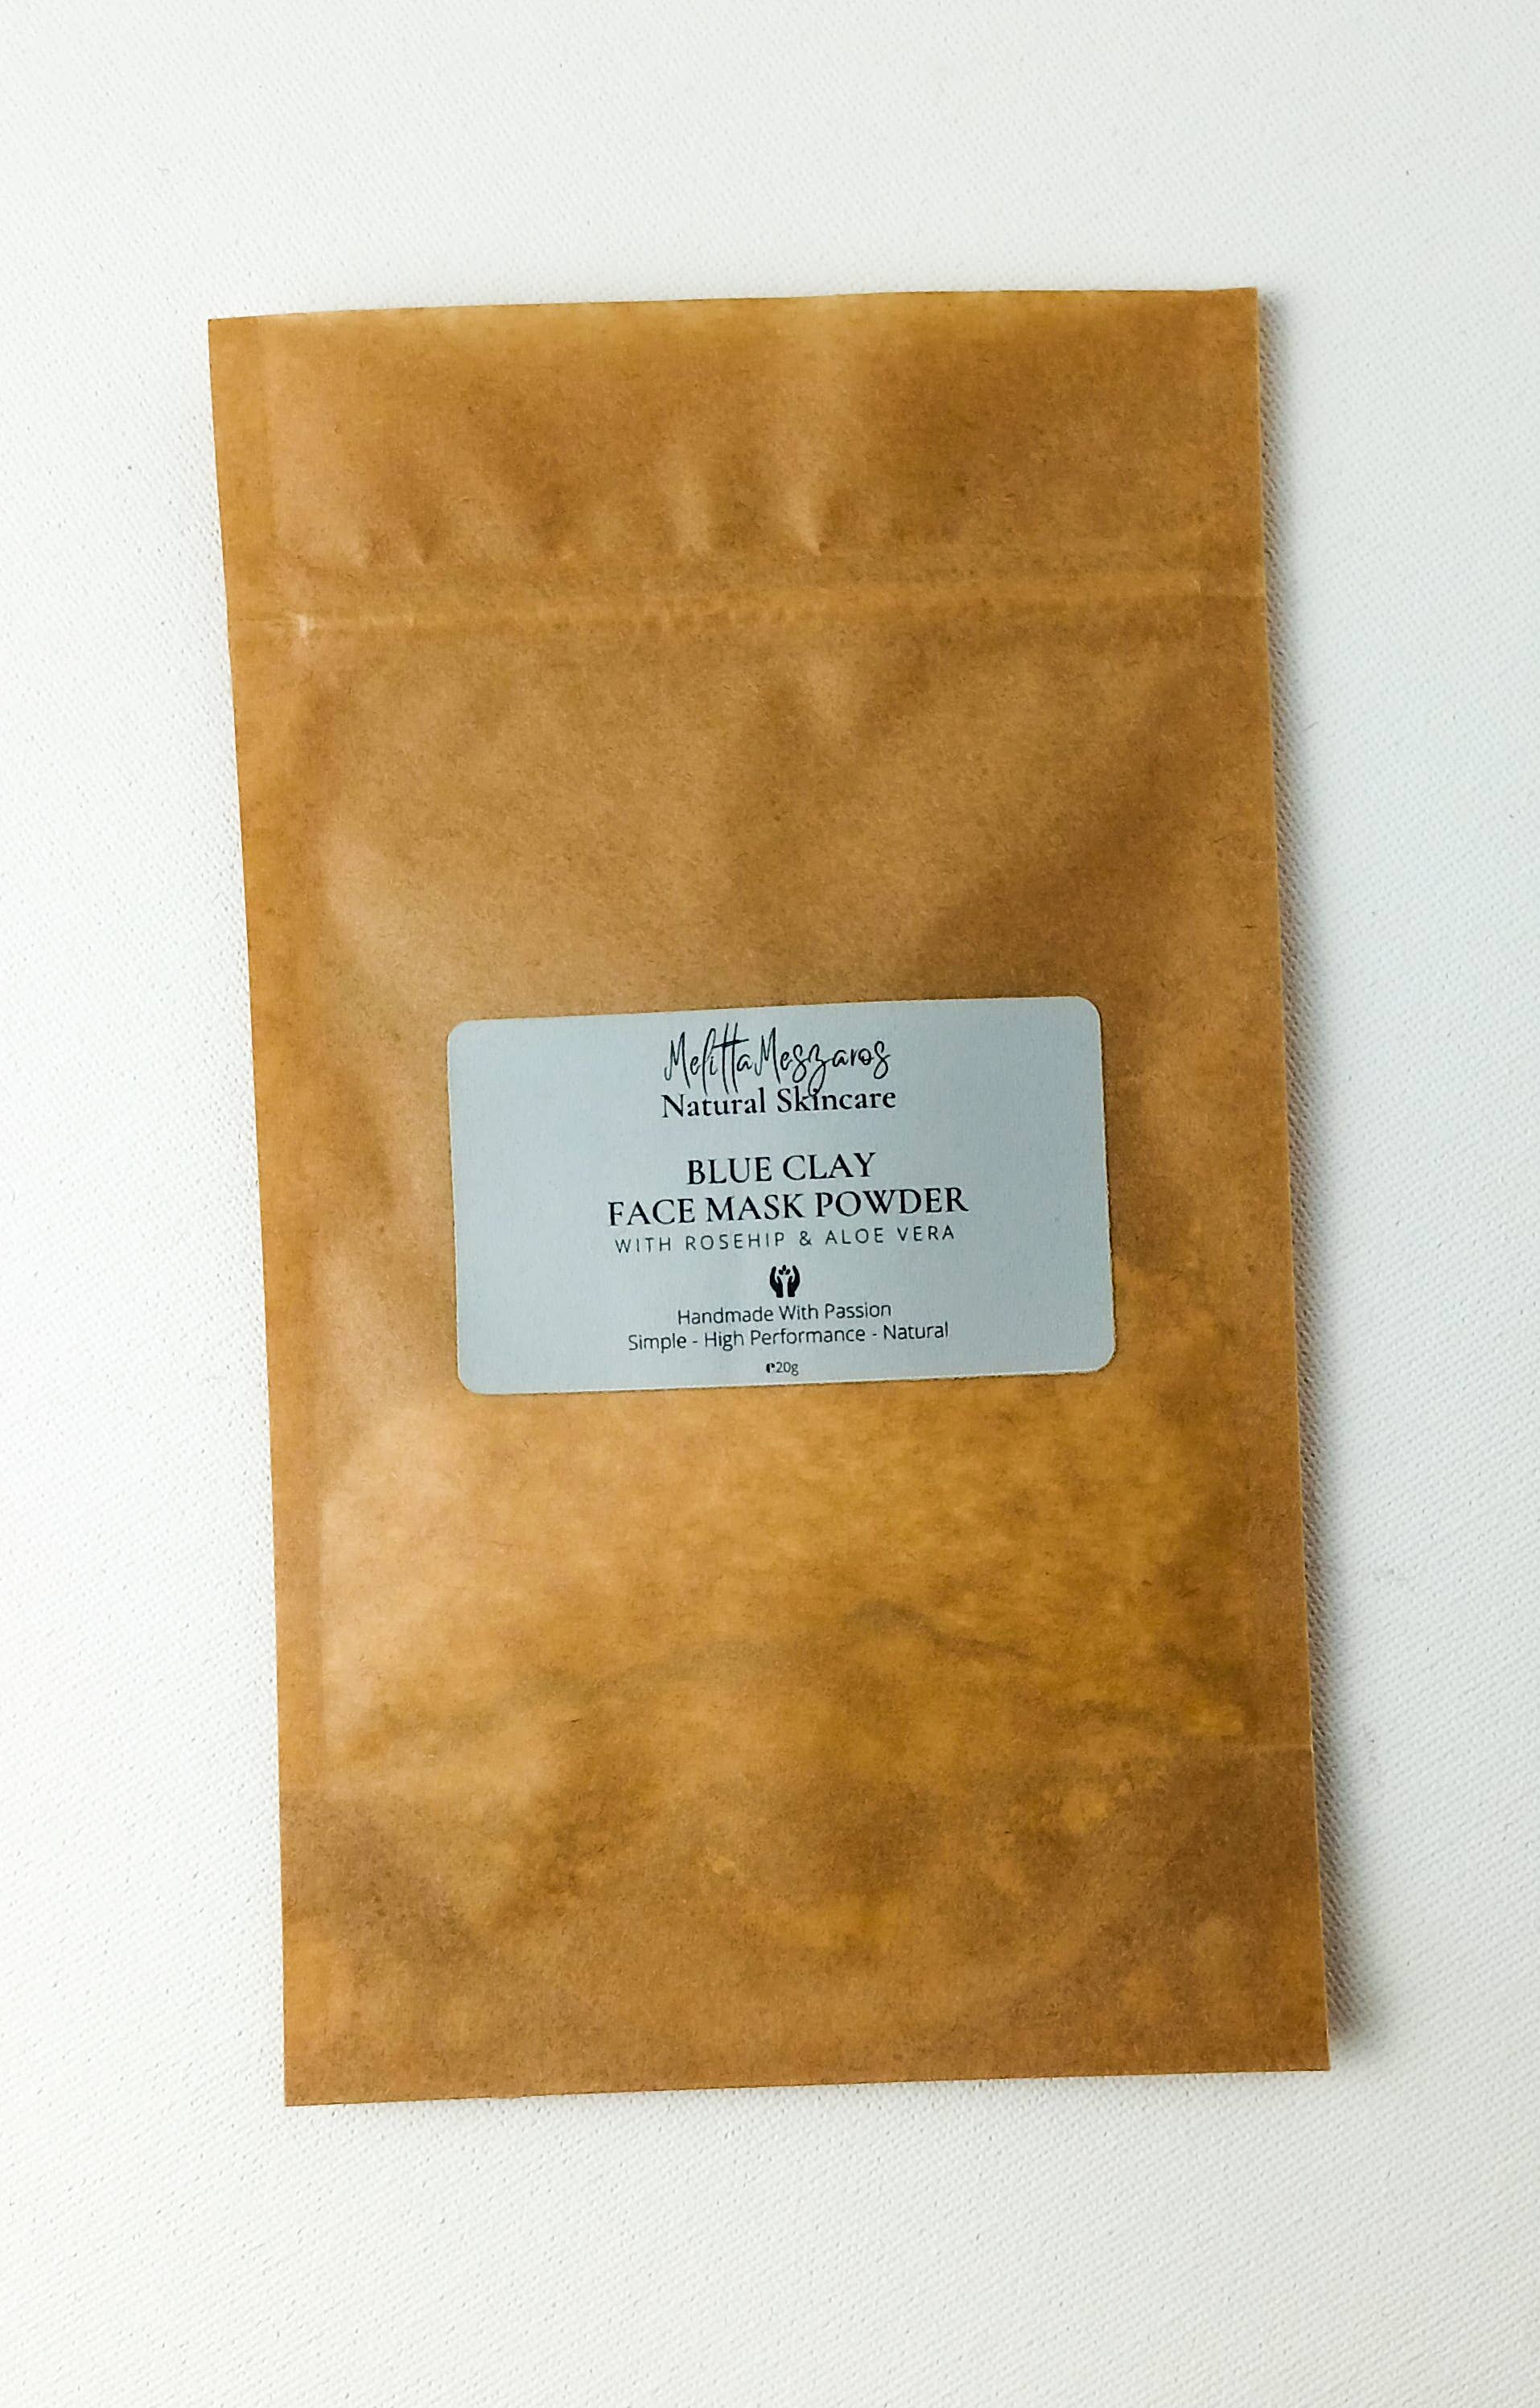 MelittaMeszaros
Natural Skincare
BLUE CLAY
FACE MASK POWDER
WITH ROSEHIP & ALOE VERA
Handmade With Passion
Simple - High Performance - Natural
℮20g